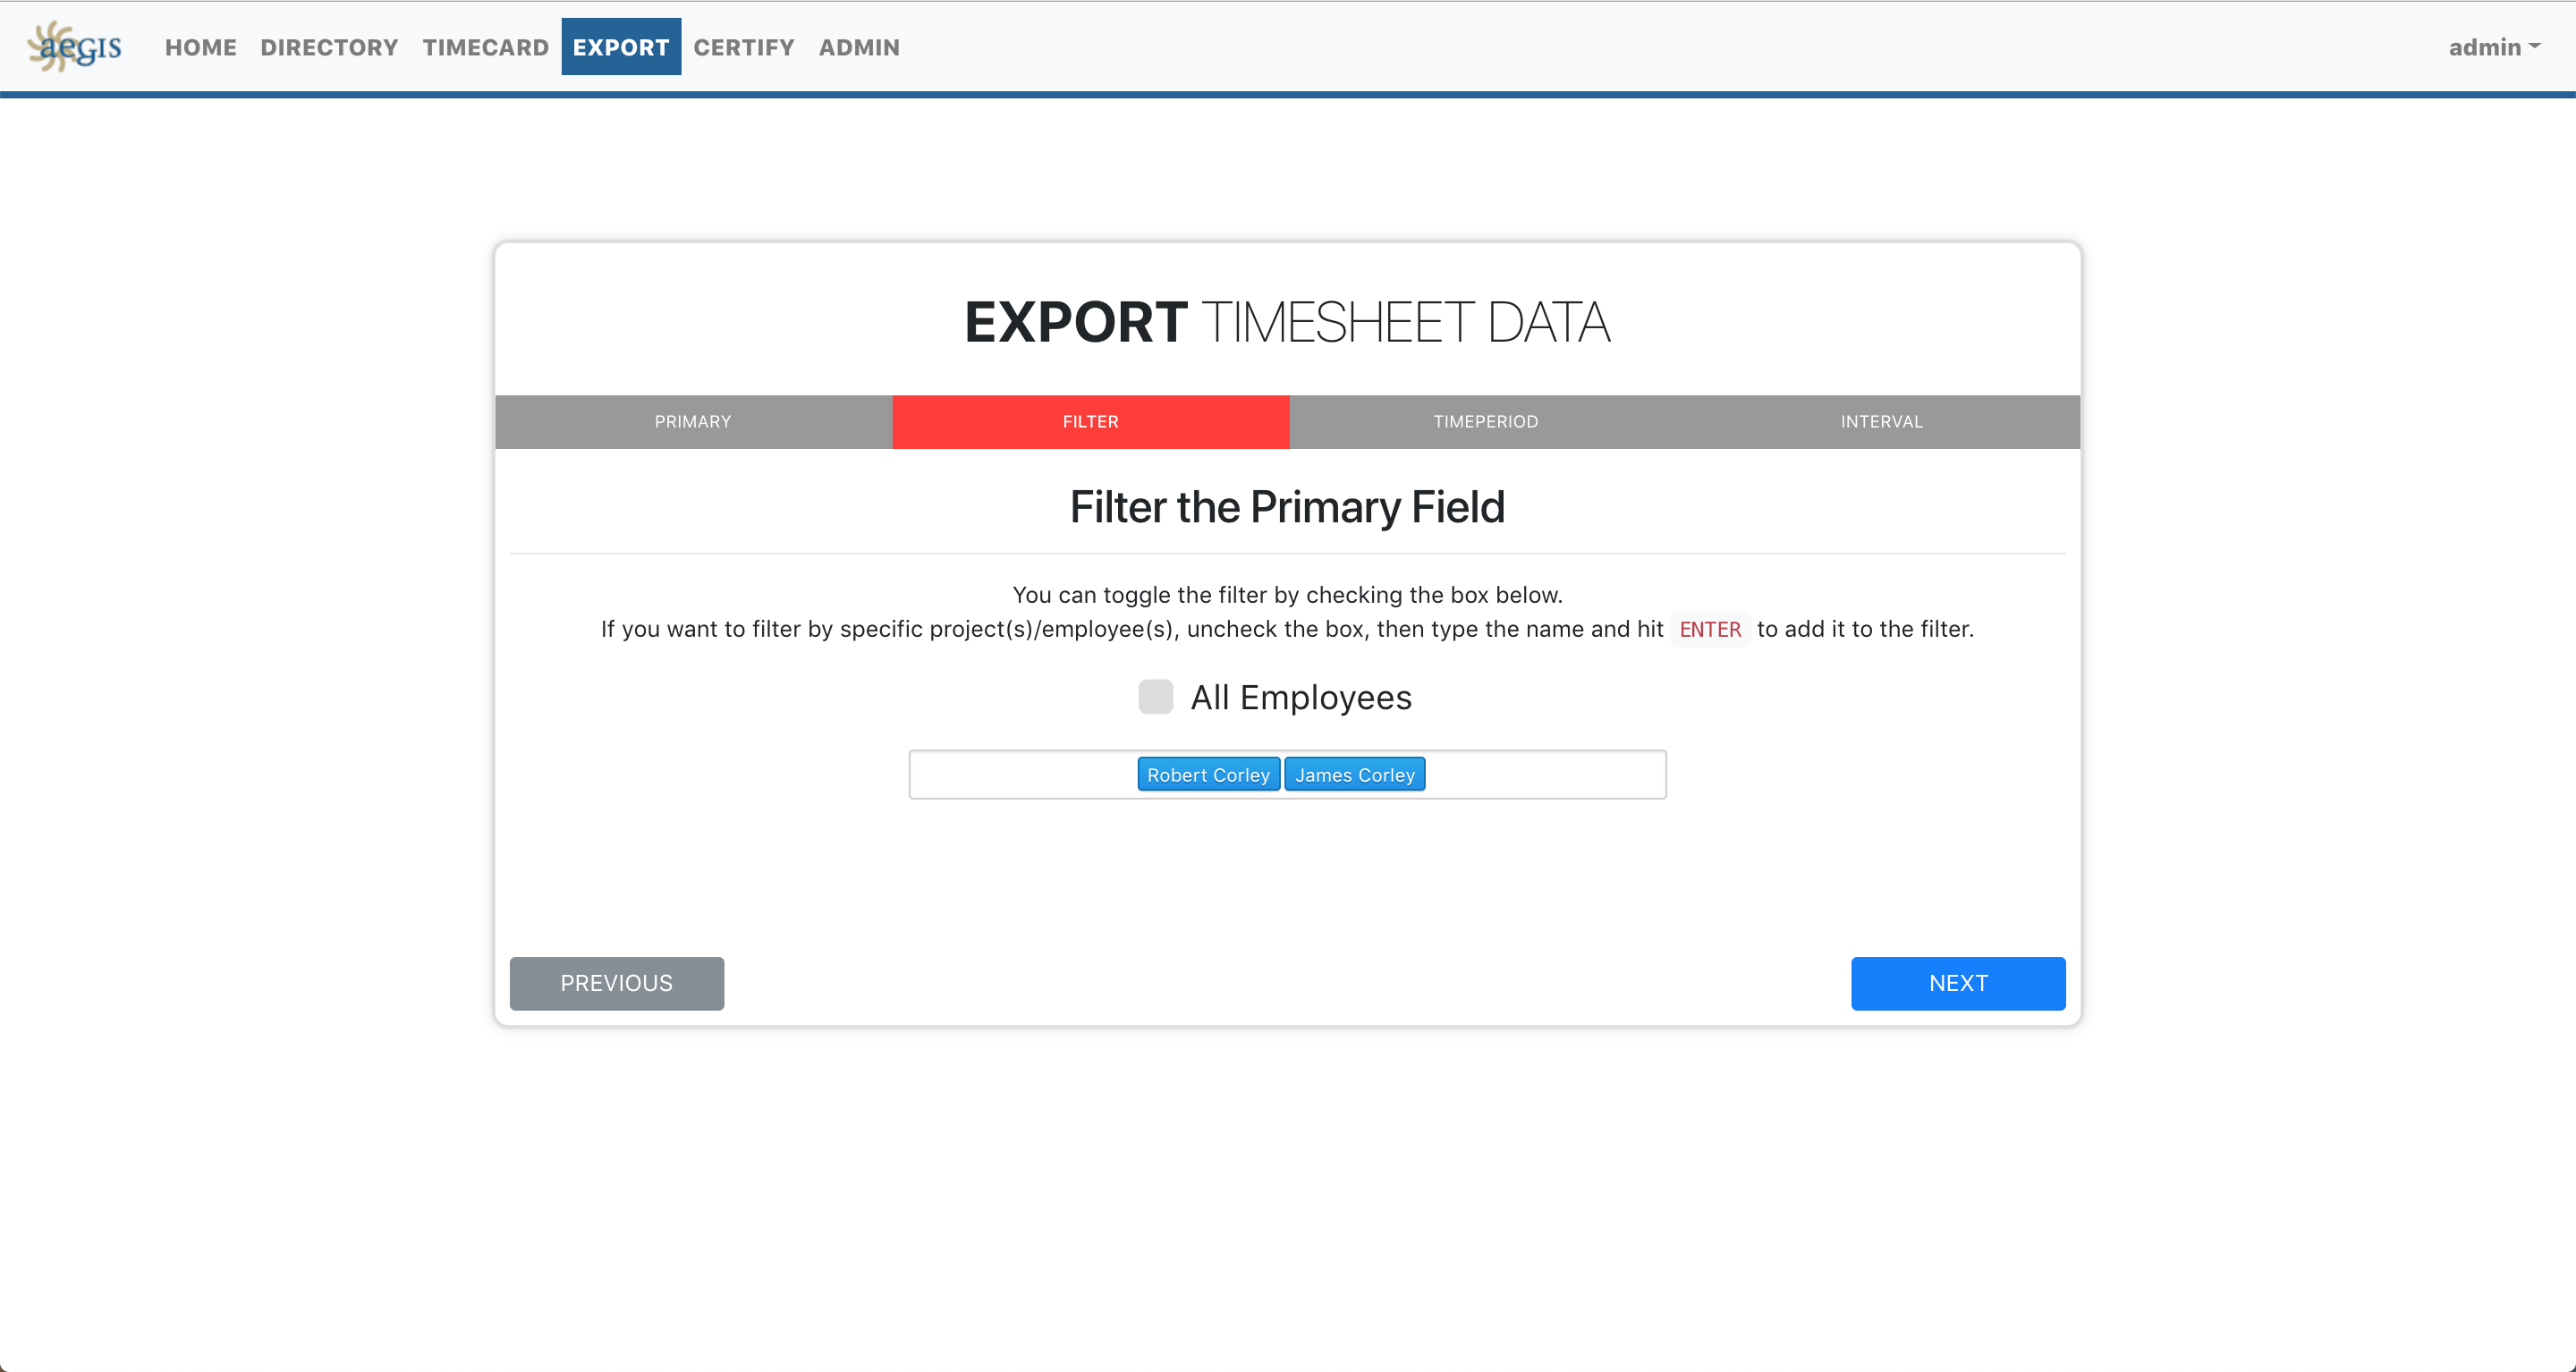 aegis HOME DIRECTORY TIMECARD EXPORT CERTIFY ADMIN admin
EXPORT TIMESHEET DATA
PRIMARY FILTER TIMEPERIOD INTERVAL
Filter the Primary Field
You can toggle the filter by checking the box below.
If you want to filter by specific project(s)/employee(s), uncheck the box, then type the name and hit ENTER to add it to the filter.
All Employees
Robert Corley James Corley
PREVIOUS NEXT